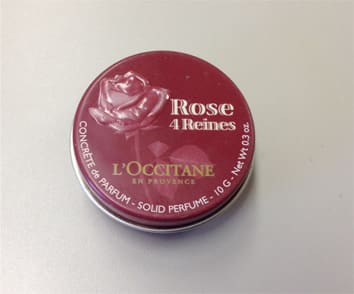 Rose
4 Reines
L'OCCITANE
EN PROVENCE
CONCRÈTE de PARFUM - SOLID PERFUME - 10 G - Net Wt 0.3 oz.